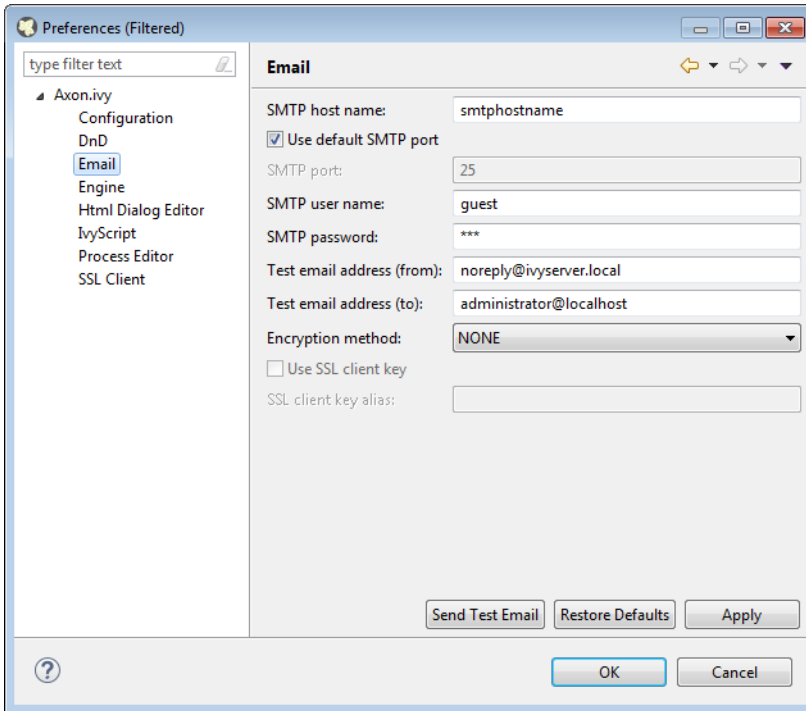 Preferences (Filtered)
type filter text
Axon.ivy
Configuration
DnD
Email
Engine
Html Dialog Editor
IvyScript
Process Editor
SSL Client
Email
SMTP host name: smtphostname
Use default SMTP port
SMTP port: 25
SMTP user name: guest
SMTP password: ***
Test email address (from): noreply@ivyserver.local
Test email address (to): administrator@localhost
Encryption method: NONE
Use SSL client key
SSL client key alias:
Send Test Email Restore Defaults Apply
? OK Cancel